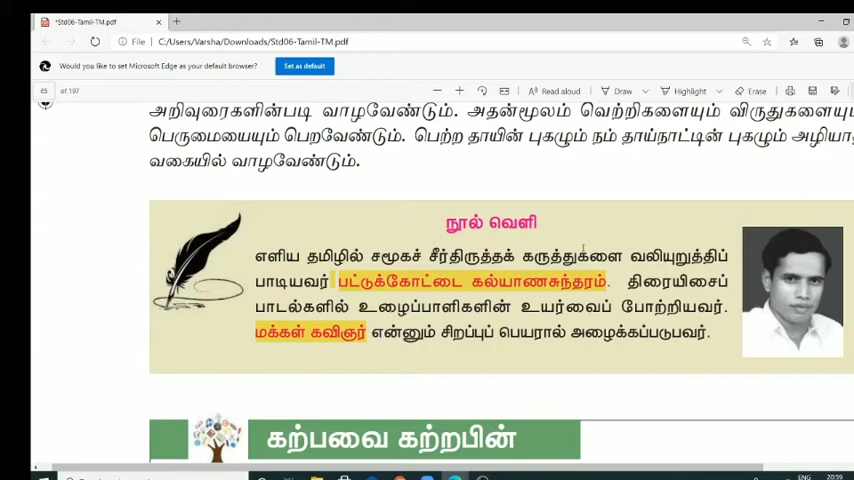 *Std06-Tamil-TM.pdf
File | C:/Users/Varsha/Downloads/Std06-Tamil-TM.pdf
Would you like to set Microsoft Edge as your default browser? Set as default
65 of 197 Read aloud Draw Highlight Erase
அறிவுரைகளின்படி வாழவேண்டும். அதன்மூலம் வெற்றிகளையும்
பெருமையையும் பெறவேண்டும். பெற்ற தாயின் புகழும் நம் தாய்நாட்டின் புகழும்
வகையில் வாழவேண்டும்.
நூல் வெளி
எளிய தமிழில் சமூகச் சீர்திருத்தக் கருத்துகளை வலியுறுத்திப்
பாடியவர் பட்டுக்கோட்டை கல்யாணசுந்தரம். திரையிசைப்
பாடல்களில் உழைப்பாளிகளின் உயர்வைப் போற்றியவர்.
மக்கள் கவிஞர் என்னும் சிறப்புப் பெயரால் அழைக்கப்படுபவர்.
கற்பவை கற்றபின்
ENG 20:59